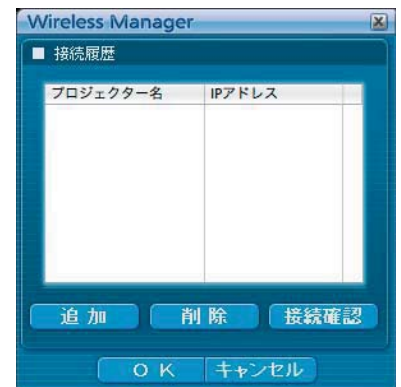 Wireless Manager
■ 接続履歴
プロジェクター名 IPアドレス
追加 削除 接続確認
OK キャンセル